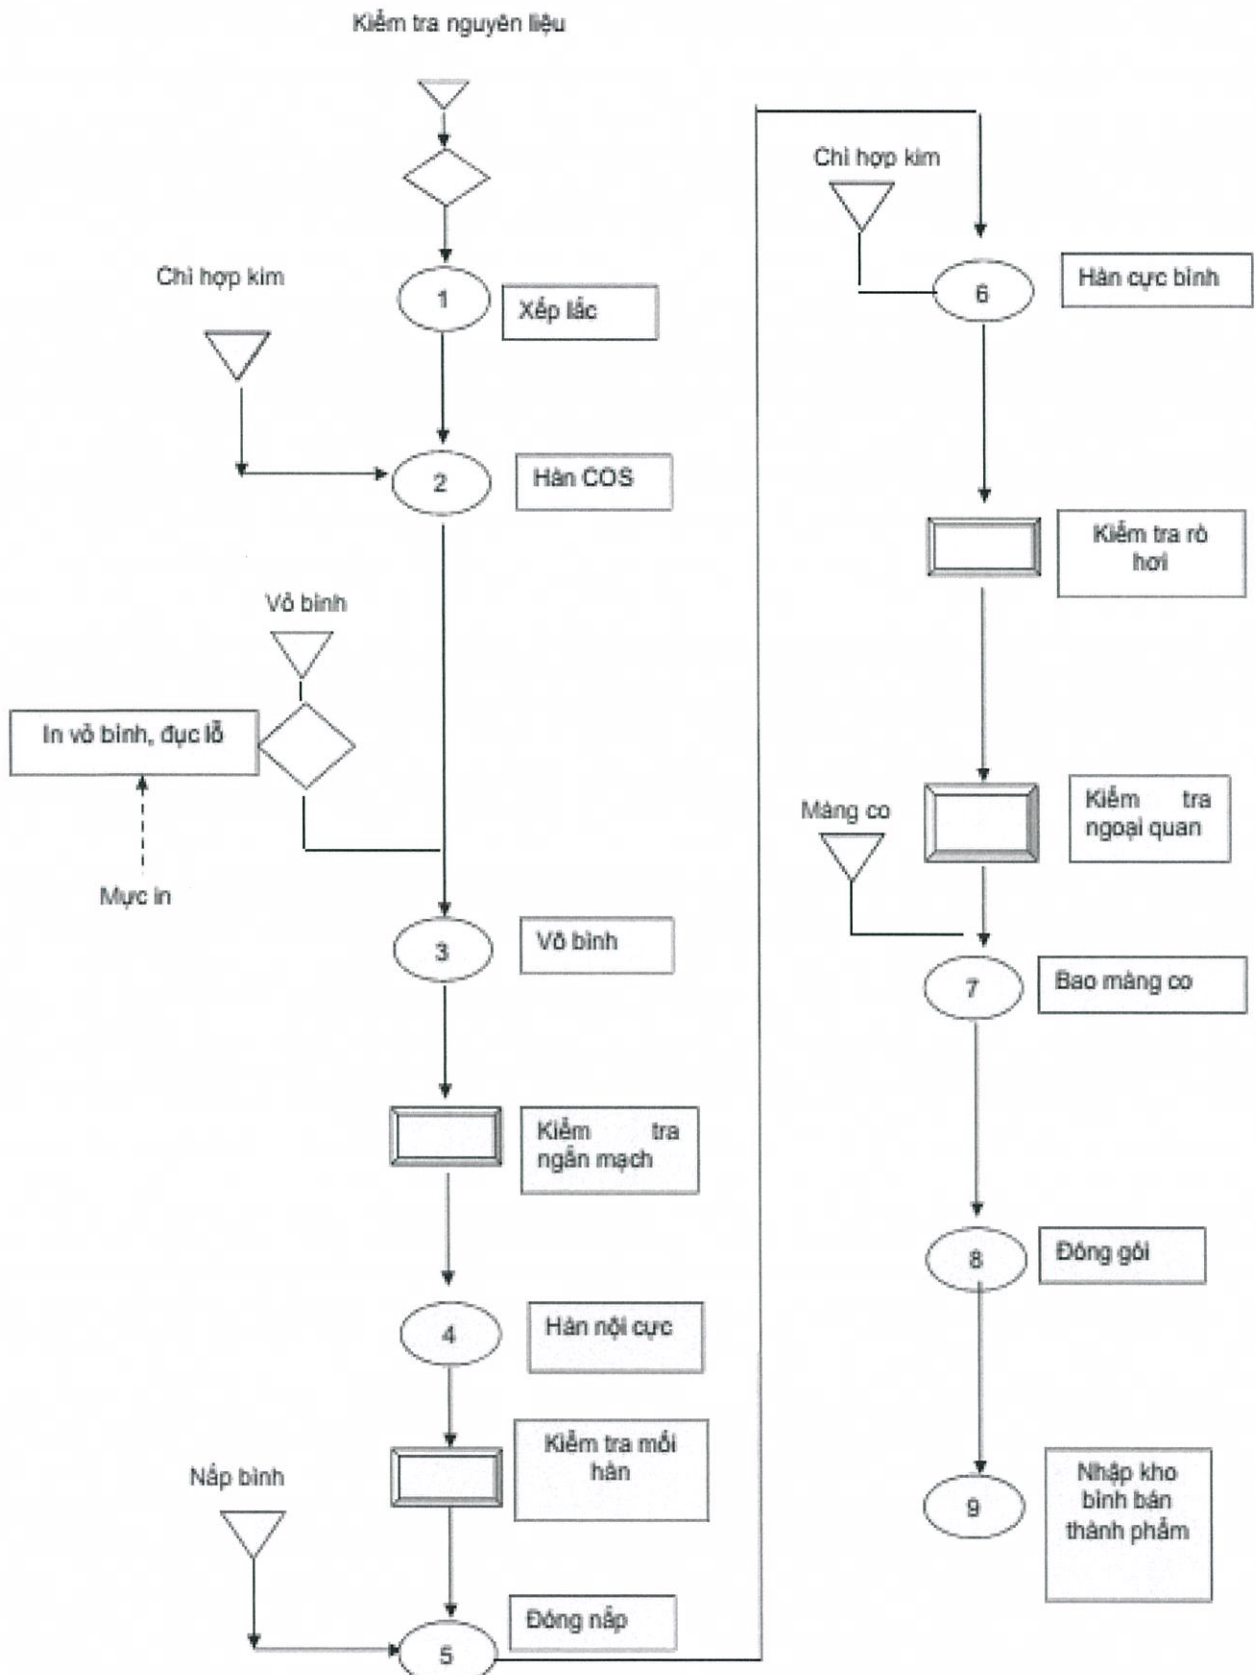 Kiểm tra nguyên liệu
1
Xếp lắc
Chì hợp kim
2
Hàn COS
Vỏ bình
In vỏ bình, đục lỗ
Mực in
3
Vô bình
Kiểm tra
ngắn mạch
4
Hàn nội cực
Kiểm tra mối
hàn
Nắp bình
5
Đóng nắp
Chì hợp kim
6
Hàn cực bình
Kiểm tra rò
hơi
Kiểm tra
ngoại quan
Màng co
7
Bao màng co
8
Đóng gói
9
Nhập kho
bình bán
thành phẩm